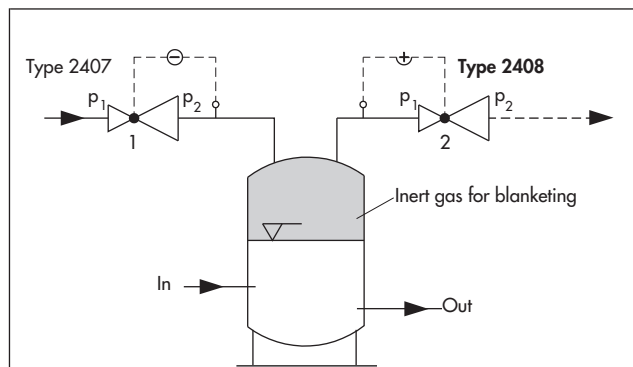 Type 2407
Type 2408
p1
p2
p1
p2
1
2
Inert gas for blanketing
In
Out